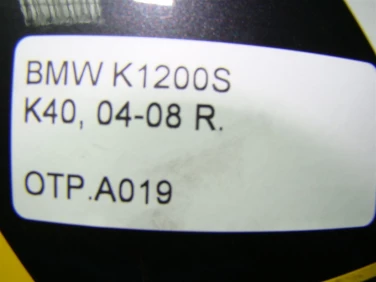 BMW K1200S
K40, 04-08 R.
OTP.A019